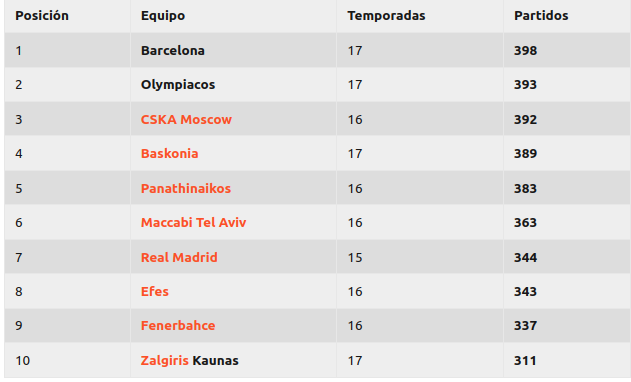 Posición Equipo Temporadas Partidos
1 Barcelona 17 398
2 Olympiacos 17 393
3 CSKA Moscow 16 392
4 Baskonia 17 389
5 Panathinaikos 16 383
6 Maccabi Tel Aviv 16 363
7 Real Madrid 15 344
8 Efes 16 343
9 Fenerbahce 16 337
10 Zalgiris Kaunas 17 311